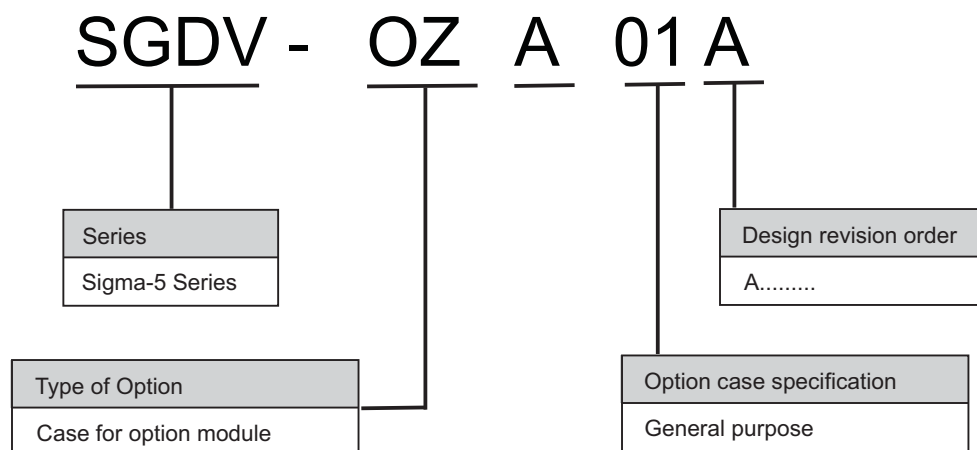 SGDV - OZ A 01 A
Series
Sigma-5 Series
Design revision order
A.........
Type of Option
Case for option module
Option case specification
General purpose